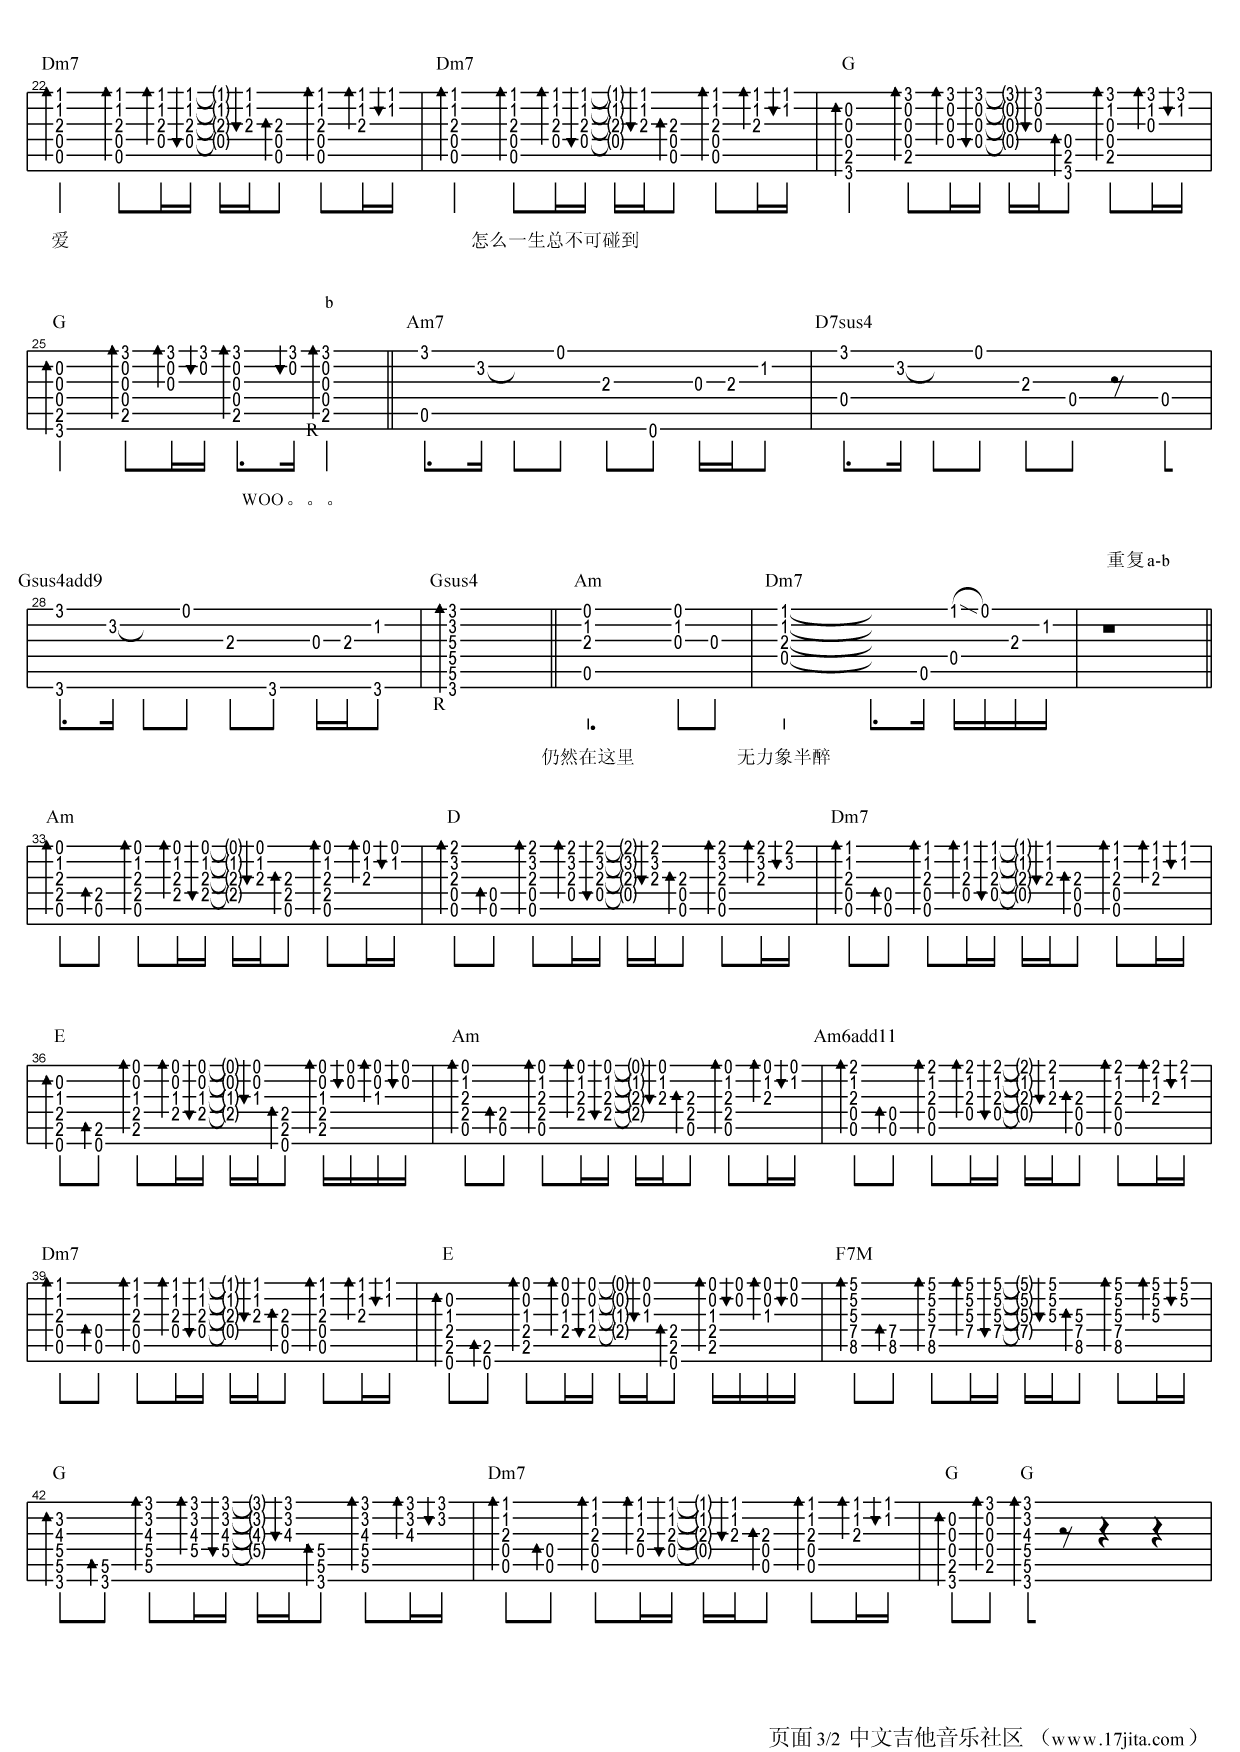 Dm7 Dm7 G
22
爱 怎么一生总不可碰到
b
G Am7 D7sus4
25
R
WOO。。。
重复a-b
Gsus4add9 Gsus4 Am Dm7
28
R
仍然在这里 无力象半醉
Am D Dm7
33
E Am Am6add11
36
Dm7 E F7M
39
G Dm7 G G
42
页面 3/2 中文吉他音乐社区 （www.17jita.com）